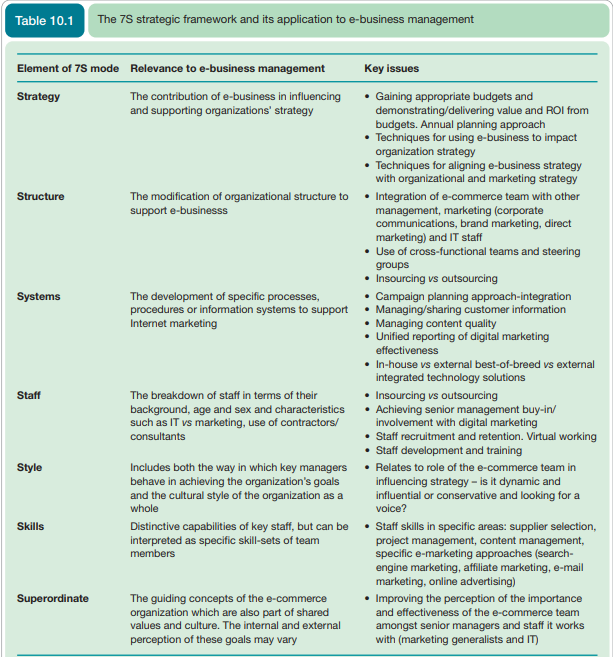 Table 10.1
The 7S strategic framework and its application to e-business management
Element of 7S mode Relevance to e-business management Key issues
Strategy
The contribution of e-business in influencing
and supporting organizations' strategy
• Gaining appropriate budgets and
demonstrating/delivering value and ROI from
budgets. Annual planning approach
• Techniques for using e-business to impact
organization strategy
• Techniques for aligning e-business strategy
with organizational and marketing strategy
Structure
The modification of organizational structure to
support e-businesss
• Integration of e-commerce team with other
management, marketing (corporate
communications, brand marketing, direct
marketing) and IT staff
• Use of cross-functional teams and steering
groups
• Insourcing vs outsourcing
Systems
The development of specific processes,
procedures or information systems to support
Internet marketing
• Campaign planning approach-integration
• Managing/sharing customer information
• Managing content quality
• Unified reporting of digital marketing
effectiveness
• In-house vs external best-of-breed vs external
integrated technology solutions
Staff
The breakdown of staff in terms of their
background, age and sex and characteristics
such as IT vs marketing, use of contractors/
consultants
• Insourcing vs outsourcing
• Achieving senior management buy-in/
involvement with digital marketing
• Staff recruitment and retention. Virtual working
• Staff development and training
Style
Includes both the way in which key managers
behave in achieving the organization's goals
and the cultural style of the organization as a
whole
• Relates to role of the e-commerce team in
influencing strategy – is it dynamic and
influential or conservative and looking for a
voice?
Skills
Distinctive capabilities of key staff, but can be
interpreted as specific skill-sets of team
members
• Staff skills in specific areas: supplier selection,
project management, content management,
specific e-marketing approaches (search-
engine marketing, affiliate marketing, e-mail
marketing, online advertising)
Superordinate
The guiding concepts of the e-commerce
organization which are also part of shared
values and culture. The internal and external
perception of these goals may vary
• Improving the perception of the importance
and effectiveness of the e-commerce team
amongst senior managers and staff it works
with (marketing generalists and IT)